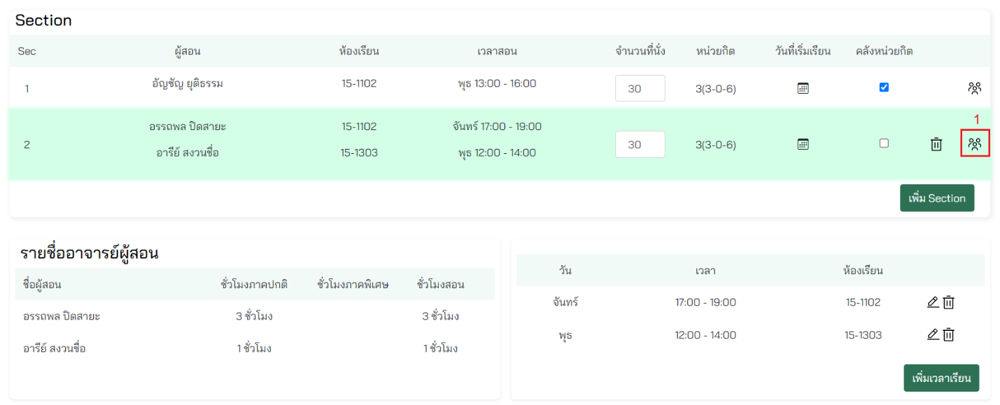 Section
Sec ผู้สอน ห้องเรียน เวลาสอน จำนวนที่นั่ง หน่วยกิต วันที่เริ่มเรียน คลังหน่วยกิต
1 อัญชัญ ยุติธรรม 15-1102 พุธ 13:00 - 16:00 30 3(3-0-6)
1
อรรถพล ปิดสายะ 15-1102 จันทร์ 17:00 - 19:00
2 30 3(3-0-6)
อารีย์ สงวนชื่อ 15-1303 พุธ 12:00 - 14:00
เพิ่ม Section
รายชื่ออาจารย์ผู้สอน
ชื่อผู้สอน ชั่วโมงภาคปกติ ชั่วโมงภาคพิเศษ ชั่วโมงสอน
อรรถพล ปิดสายะ 3 ชั่วโมง 3 ชั่วโมง
อารีย์ สงวนชื่อ 1 ชั่วโมง 1 ชั่วโมง
วัน เวลา ห้องเรียน
จันทร์ 17:00 - 19:00 15-1102
พุธ 12:00 - 14:00 15-1303
เพิ่มเวลาเรียน